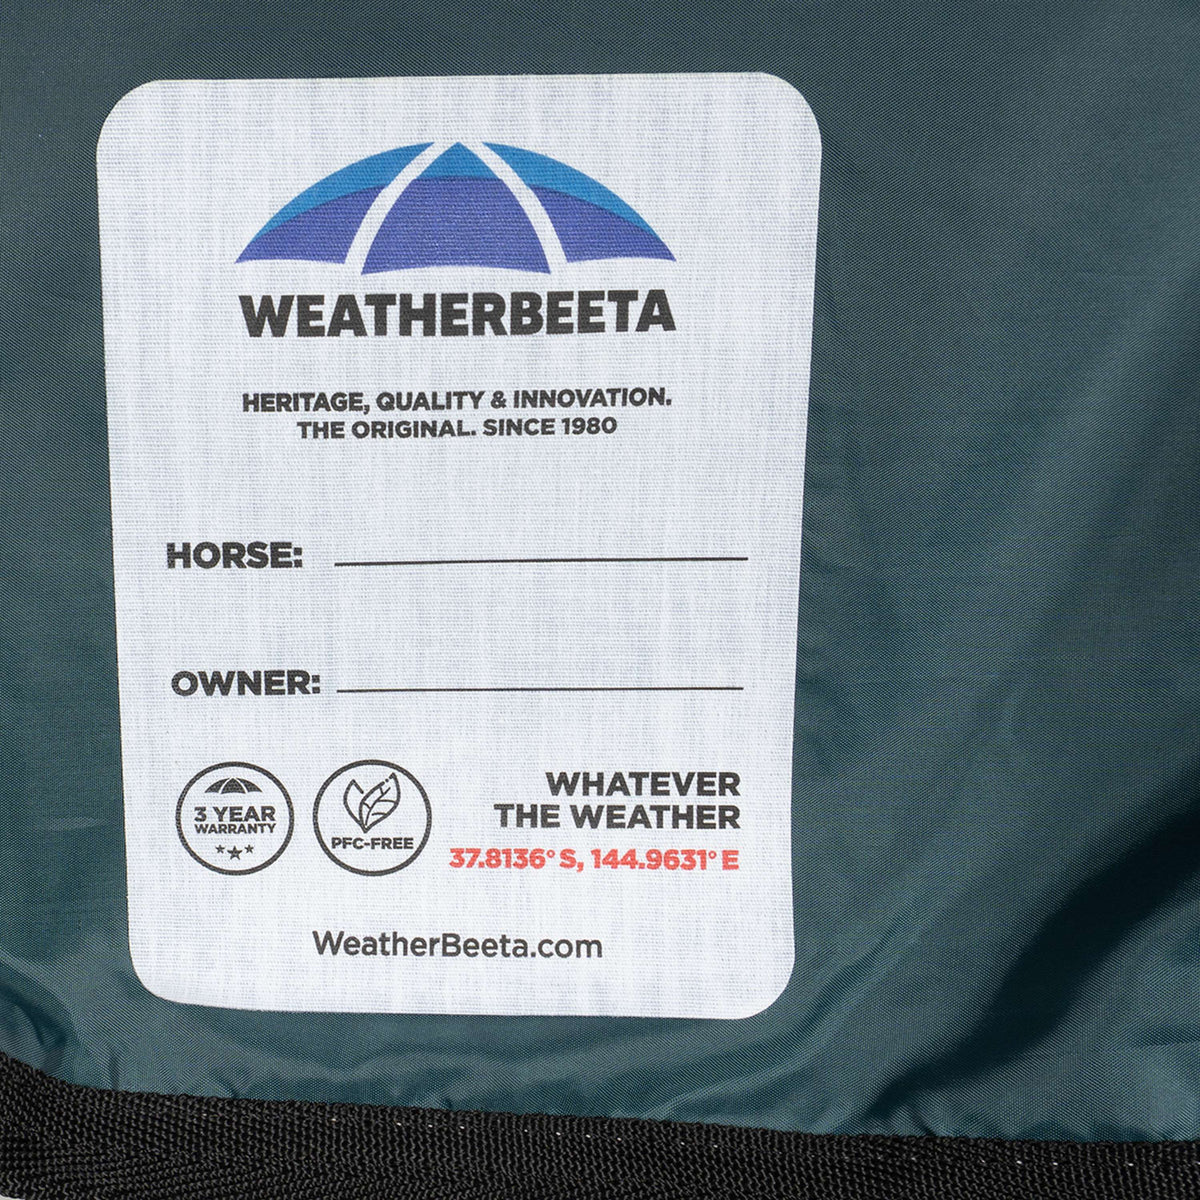 WEATHERBEETA
HERITAGE, QUALITY & INNOVATION.
THE ORIGINAL. SINCE 1980
HORSE:
OWNER:
3 YEAR
WARRANTY
PFC-FREE
WHATEVER
THE WEATHER
37.8136° S, 144.9631° E
WeatherBeeta.com